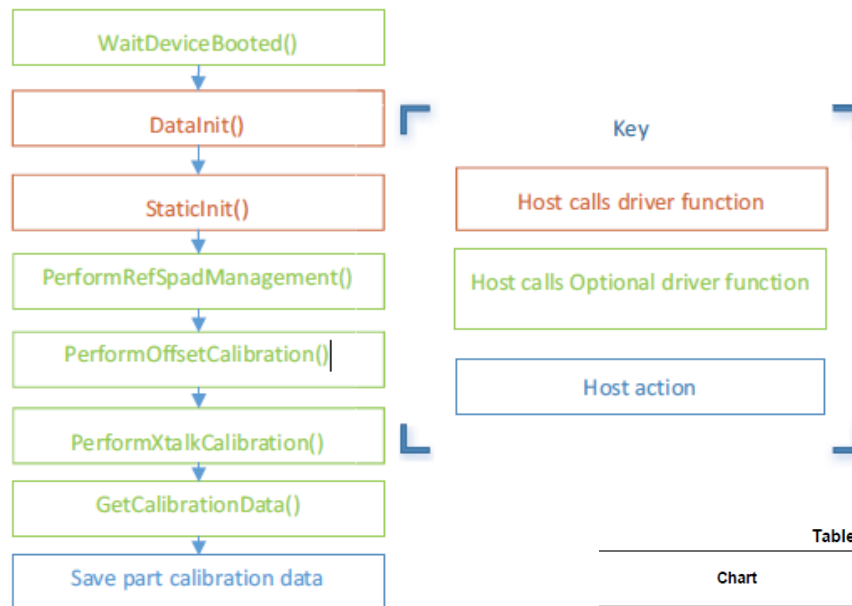 WaitDeviceBooted()
DataInit()
StaticInit()
PerformRefSpadManagement()
PerformOffsetCalibration()
PerformXtalkCalibration()
GetCalibrationData()
Save part calibration data
Key
Host calls driver function
Host calls Optional driver function
Host action
Table
Chart